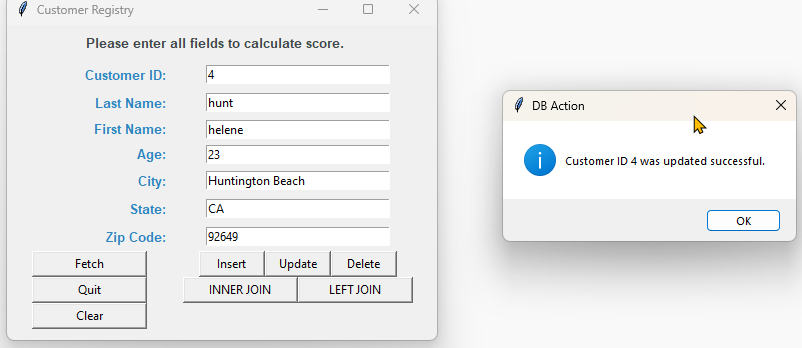 Customer Registry
Please enter all fields to calculate score.
Customer ID: 4
Last Name: hunt
First Name: helene
Age: 23
City: Huntington Beach
State: CA
Zip Code: 92649
Fetch Insert Update Delete
Quit INNER JOIN LEFT JOIN
Clear
DB Action
Customer ID 4 was updated successful.
OK